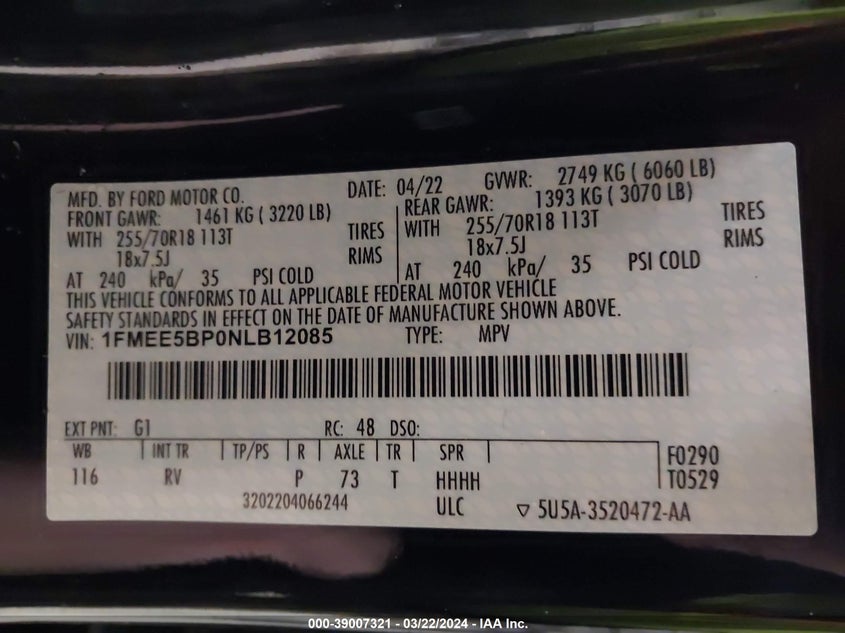 MFD. BY FORD MOTOR CO. DATE: 04/22 GVWR: 2749 KG ( 6060 LB)
FRONT GAWR: 1461 KG ( 3220 LB) REAR GAWR: 1393 KG ( 3070 LB)
WITH 255/70R18 113T TIRES WITH 255/70R18 113T TIRES
18x7.5J RIMS 18x7.5J RIMS
AT 240 kPa/ 35 PSI COLD AT 240 kPa/ 35 PSI COLD
THIS VEHICLE CONFORMS TO ALL APPLICABLE FEDERAL MOTOR VEHICLE
SAFETY STANDARDS IN EFFECT ON THE DATE OF MANUFACTURE SHOWN ABOVE.
VIN: 1FMEE5BP0NLB12085 TYPE: MPV
EXT PNT: G1 RC: 48 DSO:
WB INT TR TP/PS R AXLE TR SPR F0290
116 RV P 73 T HHHH T0529
3202204066244 ULC ▽ 5U5A-3520472-AA
000-39007321 - 03/22/2024 - IAA Inc.